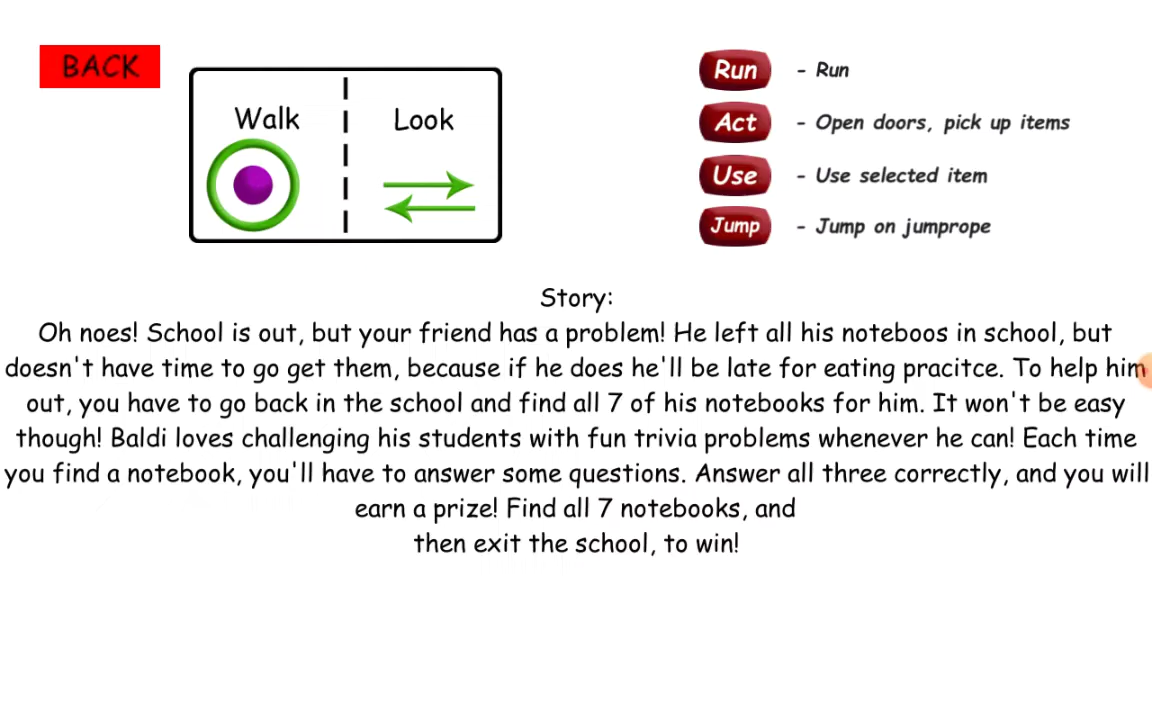 BACK
Walk
Look
Run - Run
Act - Open doors, pick up items
Use - Use selected item
Jump - Jump on jumprope
Story:
Oh noes! School is out, but your friend has a problem! He left all his noteboos in school, but
doesn't have time to go get them, because if he does he'll be late for eating pracitce. To help him
out, you have to go back in the school and find all 7 of his notebooks for him. It won't be easy
though! Baldi loves challenging his students with fun trivia problems whenever he can! Each time
you find a notebook, you'll have to answer some questions. Answer all three correctly, and you will
earn a prize! Find all 7 notebooks, and
then exit the school, to win!